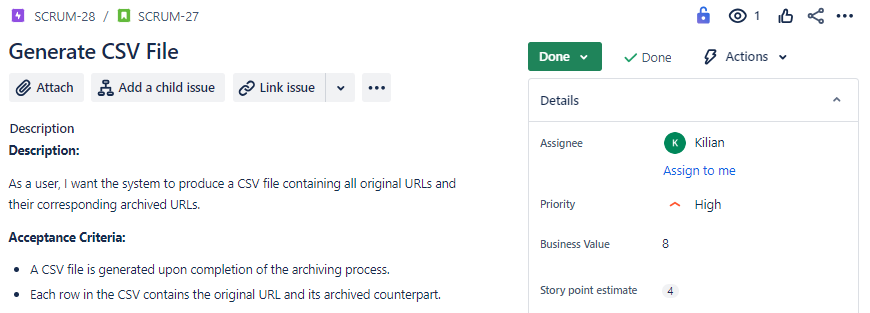 SCRUM-28 / SCRUM-27
1
Generate CSV File
Done
Done
Actions
Attach
Add a child issue
Link issue
Details
Description
Description:
Assignee
K
Kilian
Assign to me
As a user, I want the system to produce a CSV file containing all original URLs and
their corresponding archived URLs.
Priority
High
Acceptance Criteria:
Business Value
8
• A CSV file is generated upon completion of the archiving process.
• Each row in the CSV contains the original URL and its archived counterpart.
Story point estimate
4